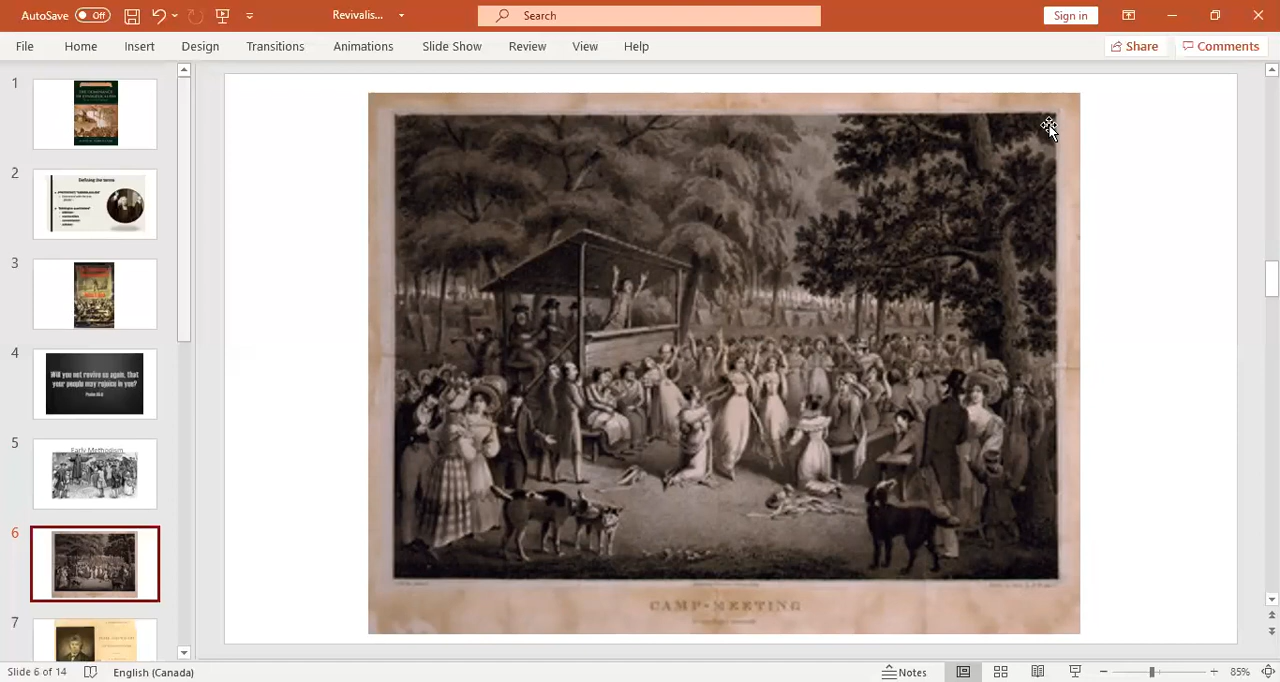 AutoSave Off Revivalis... Search Sign in
File Home Insert Design Transitions Animations Slide Show Review View Help Share Comments
1
2
Defining the terms
3
4
Will you not revive us again, that
your people may rejoice in you?
5
Early Methodism
6
CAMP-MEETING
7
Slide 6 of 14 English (Canada) Notes 85%